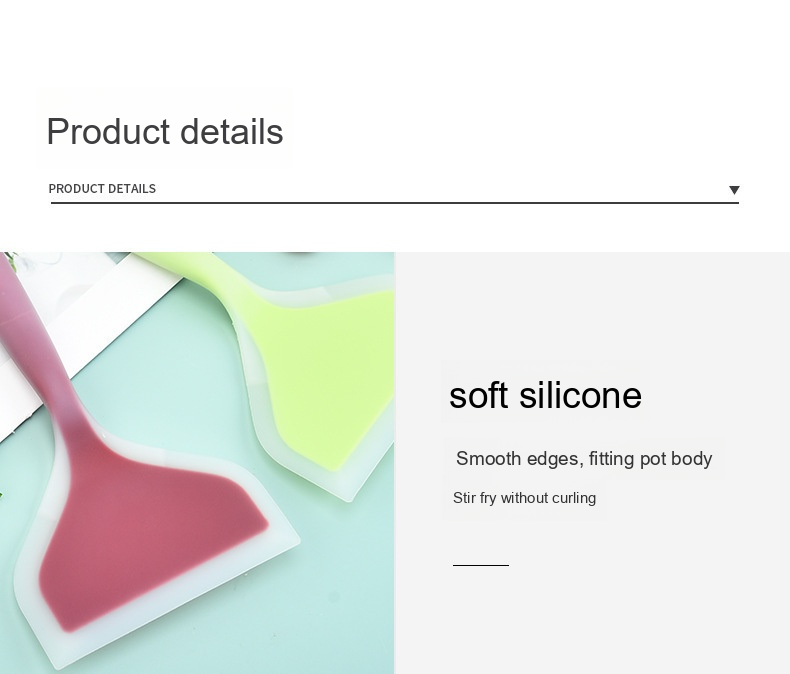 Product details
PRODUCT DETAILS
soft silicone
Smooth edges, fitting pot body
Stir fry without curling